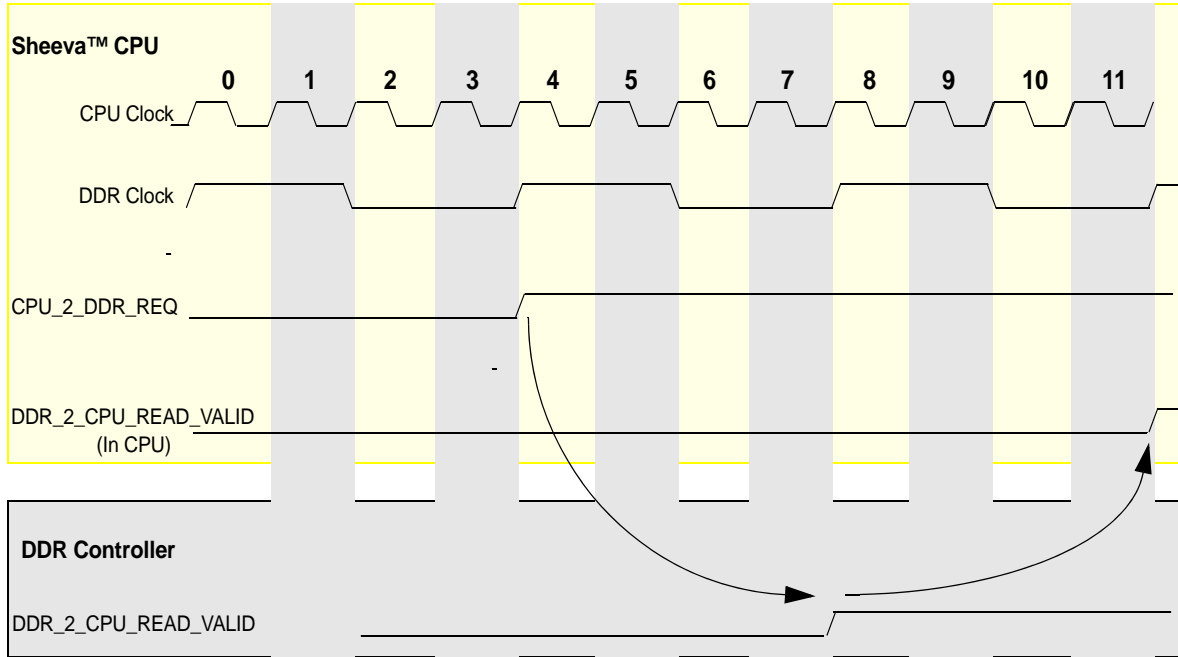 Sheeva™ CPU
0 1 2 3 4 5 6 7 8 9 10 11
CPU Clock
DDR Clock
-
CPU_2_DDR_REQ
-
DDR_2_CPU_READ_VALID
(In CPU)
DDR Controller
DDR_2_CPU_READ_VALID